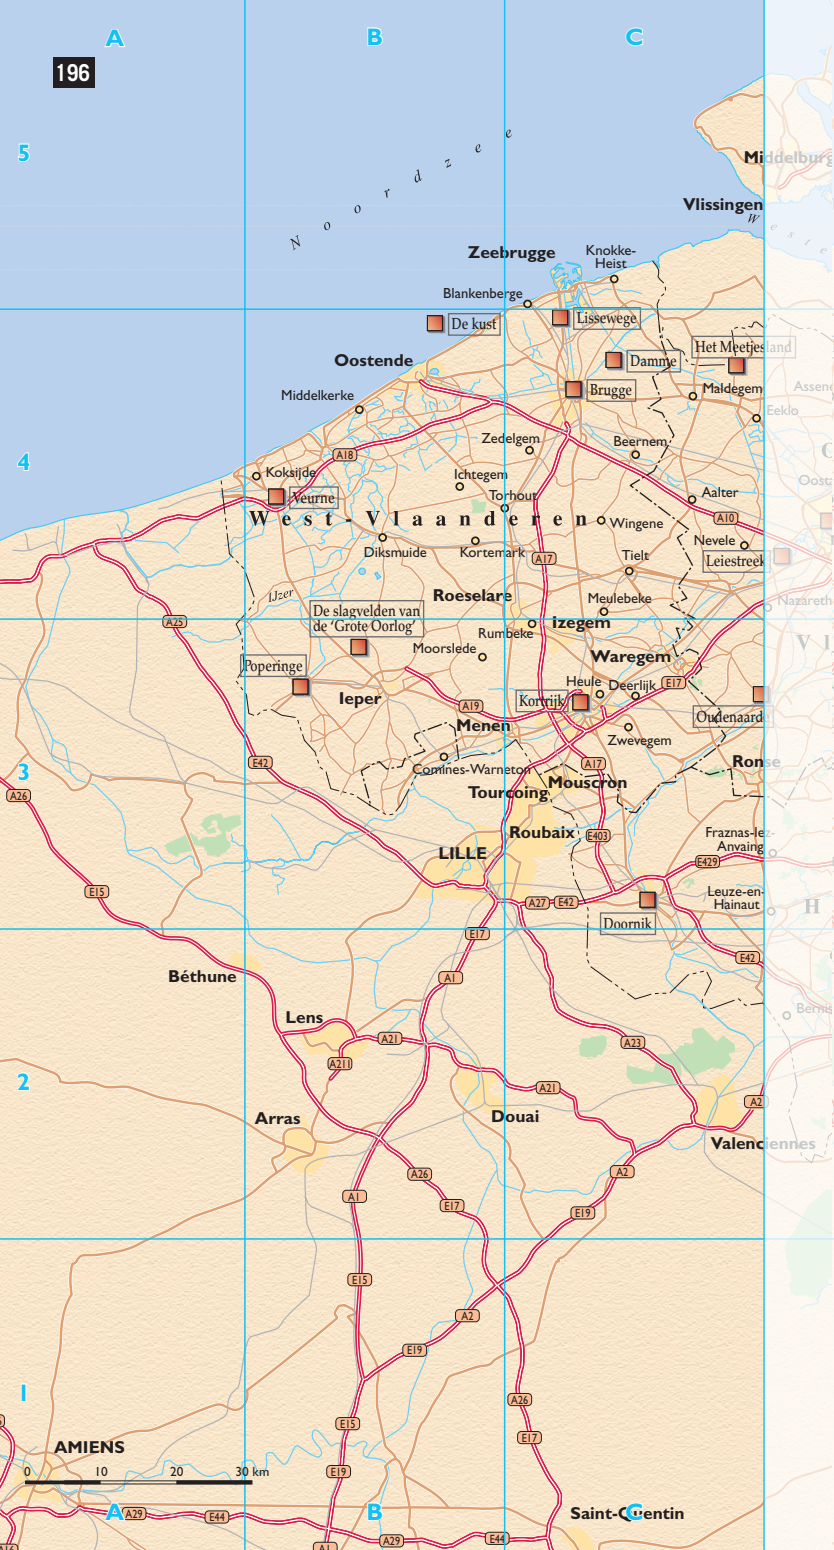 A
B
C
196
5
Middelburg
Noordzee
Vlissingen
Weste
Zeebrugge
Knokke-
Heist
Blankenberge
De kust
Lissewege
Het Meetjesland
Oostende
Damme
Middelkerke
Brugge
Maldegem
Eeklo
Zedelgem
Beernem
4
A18
Koksijde
Ichtegem
Veurne
Torhout
Aalter
West-Vlaanderen
Wingene
A10
Diksmuide
Kortemark
Nevele
A17
Tielt
Leiestreek
IJzer
Roeselare
Meulebeke
Nazareth
De slagvelden van
de 'Grote Oorlog'
A25
izegem
Rumbeke
Moorslede
Waregem
Poperinge
Heule
Deerlijk
E17
Ieper
A19
Kortrijk
Oudenaard
Menen
Zwevegem
E42
Comines-Warneton
A17
Ronse
3
A26
Tourcoing
Mouscron
Roubaix
E403
Fraznas-lez-
Anvaing
LILLE
E429
E15
Leuze-en-
Hainaut
A27
E42
H
Doornik
E17
E42
Béthune
A1
Lens
Bernis
A21
A23
A211
2
A21
A2
Arras
Douai
Valenciennes
A26
A2
A1
E17
E19
E15
A2
E19
1
A26
E15
E17
AMIENS
E19
0
10
20
30 km
A
A29
E44
B
A29
E44
Saint-Quentin
C
A1
A16